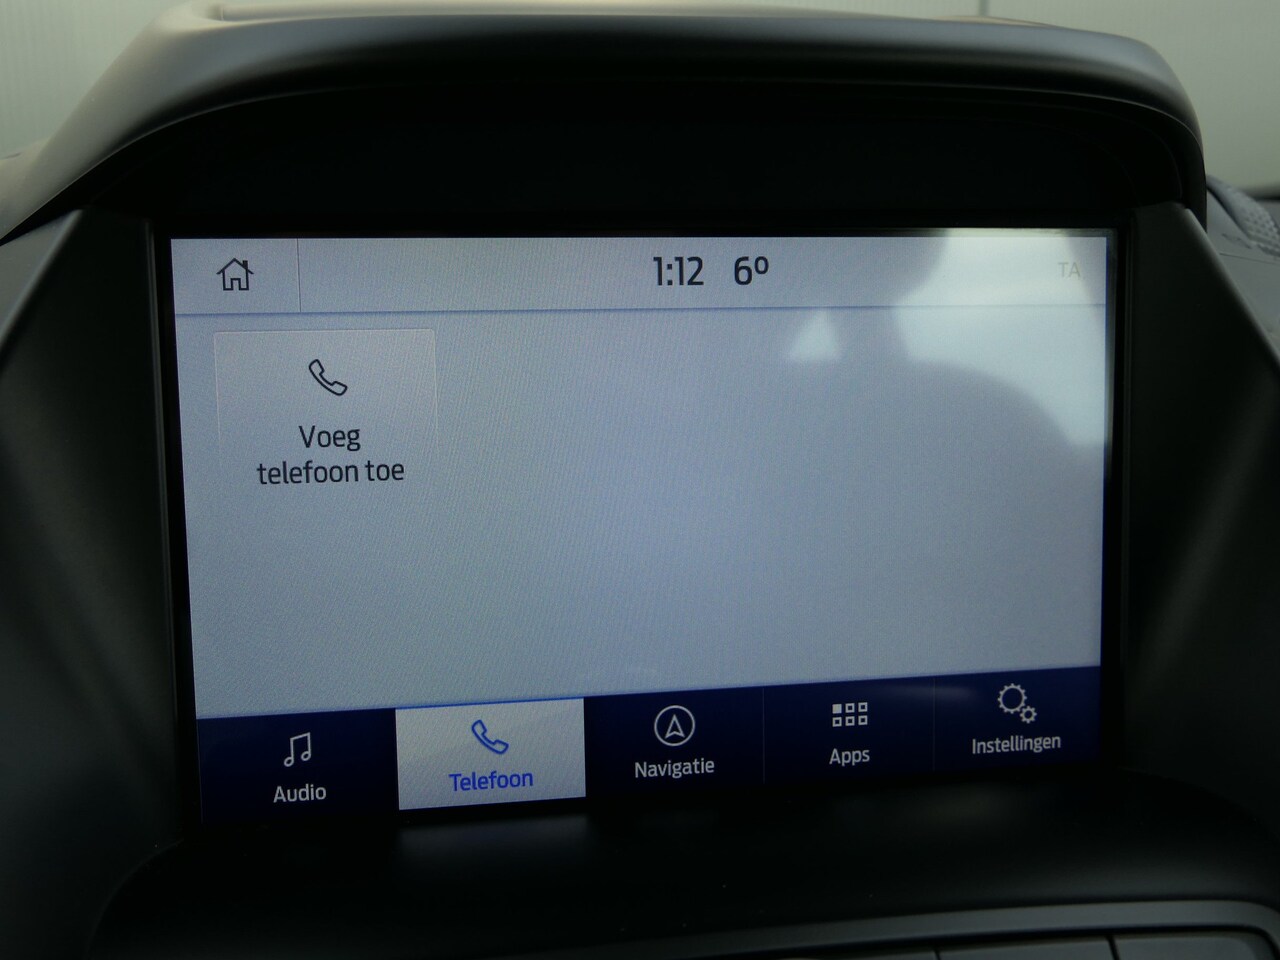 1:12 6º TA
Voeg
telefoon toe
Audio Telefoon Navigatie Apps Instellingen